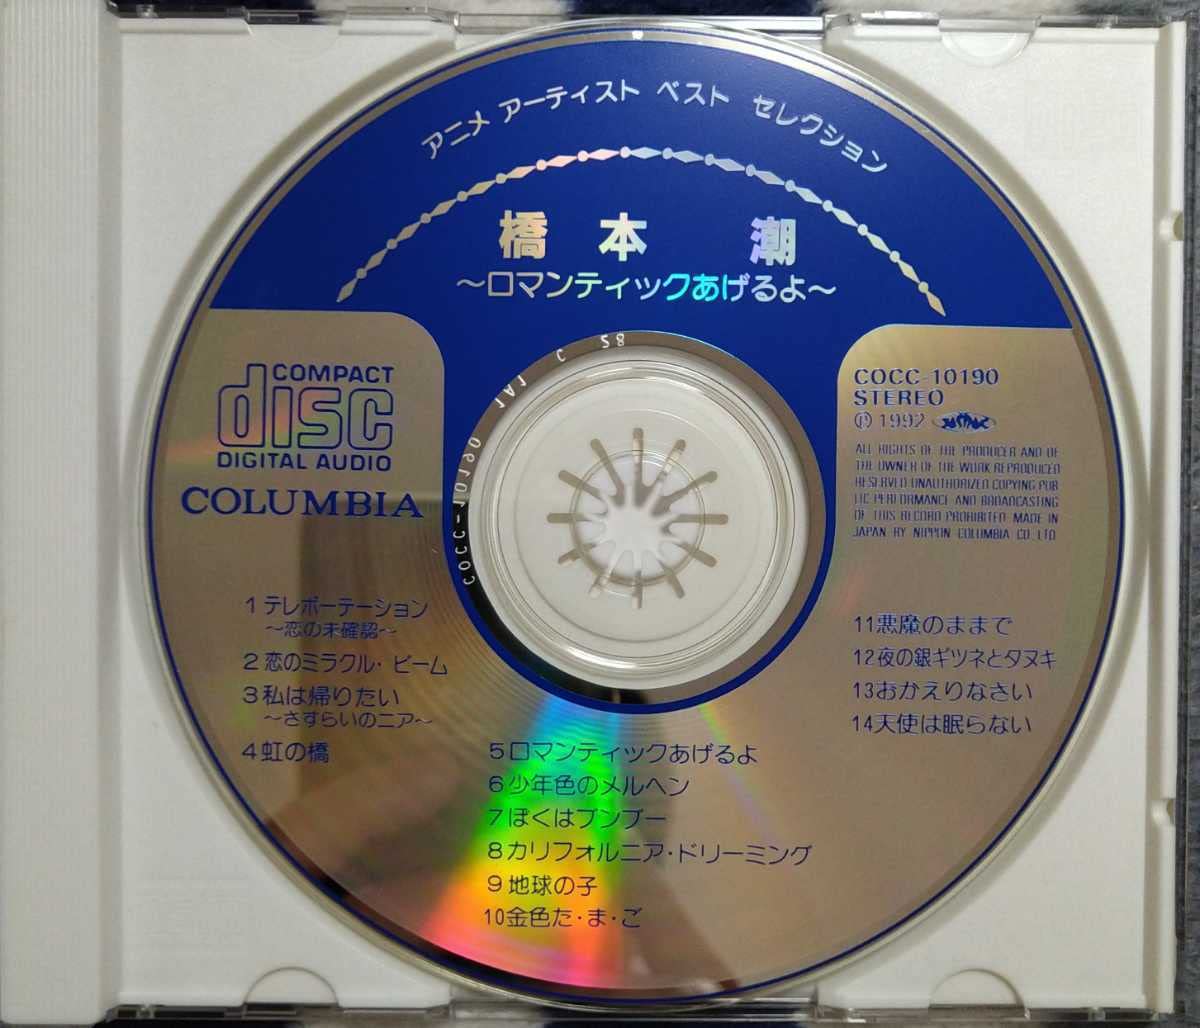 アニメ アーティスト ベスト セレクション
橋本 潮
～ロマンティックあげるよ～
COMPACT
disc
DIGITAL AUDIO
COLUMBIA
COCC-10190
STEREO
Ⓟ 1992
ALL RIGHTS OF THE PRODUCER AND OF
THE OWNER OF THE WORK REPRODUCED
RESERVED UNAUTHORIZED COPYING PUB
LIC PERFORMANCE AND BROADCASTING
OF THIS RECORD PROHIBITED MADE IN
JAPAN BY NIPPON COLUMBIA CO LTD
1 テレポーテーション
～恋の未確認～
2 恋のミラクル・ビーム
3 私は帰りたい
～さすらいのニア～
4 虹の橋
5 ロマンティックあげるよ
6 少年色のメルヘン
7 ぼくはブンブー
8 カリフォルニア・ドリーミング
9 地球の子
10 金色た・ま・ご
11 悪魔のままで
12 夜の銀ギツネとタヌキ
13 おかえりなさい
14 天使は眠らない
COCC-10190